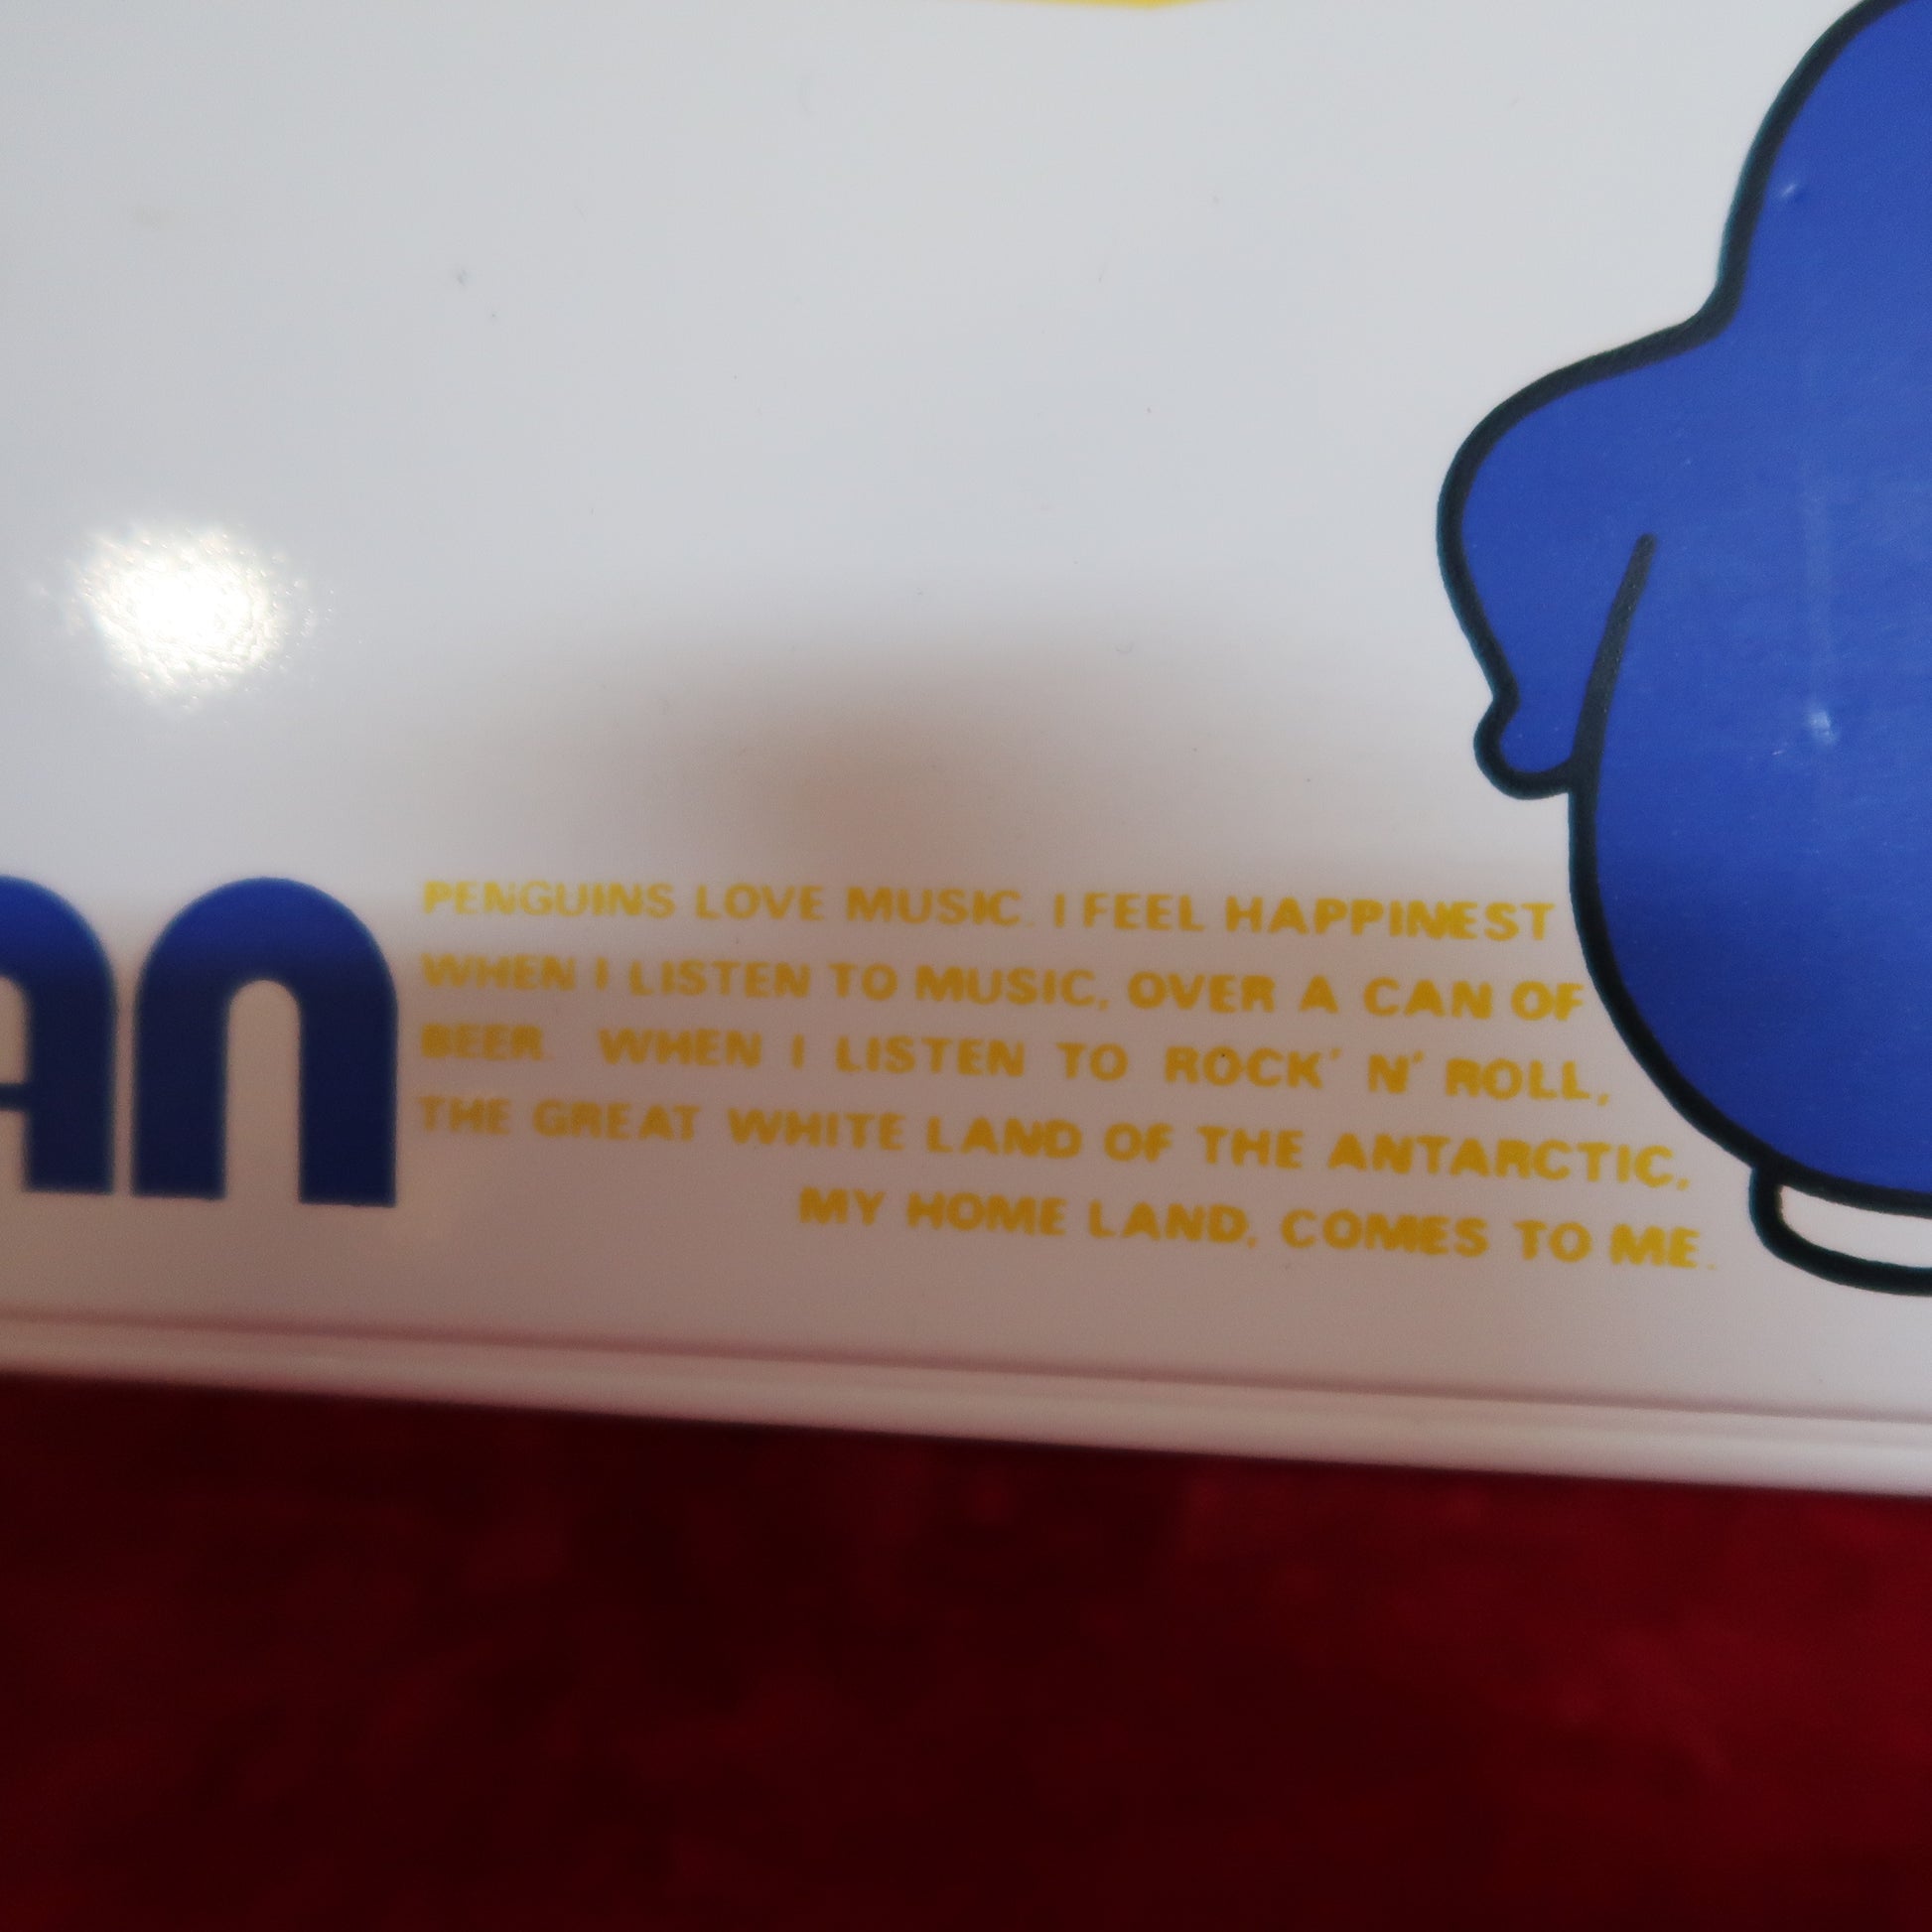 AN
PENGUINS LOVE MUSIC. I FEEL HAPPINEST
WHEN I LISTEN TO MUSIC, OVER A CAN OF
BEER. WHEN I LISTEN TO ROCK' N' ROLL,
THE GREAT WHITE LAND OF THE ANTARCTIC,
MY HOME LAND, COMES TO ME.